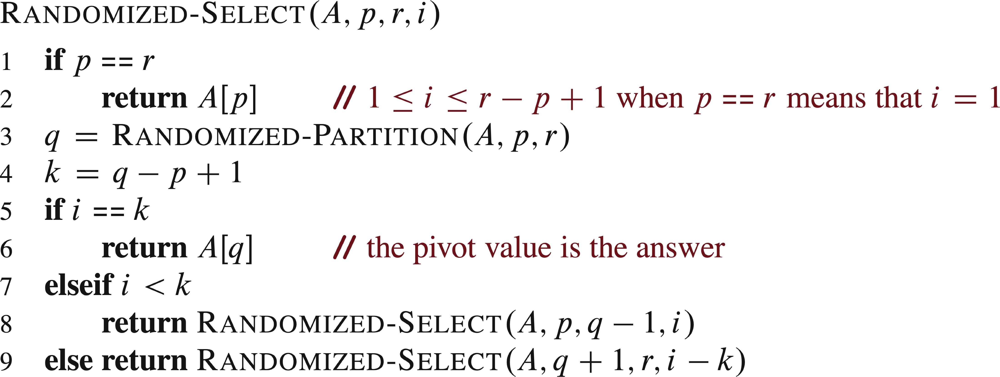 RANDOMIZED-SELECT(A, p, r, i)
1 if p == r
2 return A[p] // 1 ≤ i ≤ r − p + 1 when p == r means that i = 1
3 q = RANDOMIZED-PARTITION(A, p, r)
4 k = q − p + 1
5 if i == k
6 return A[q] // the pivot value is the answer
7 elseif i < k
8 return RANDOMIZED-SELECT(A, p, q − 1, i)
9 else return RANDOMIZED-SELECT(A, q + 1, r, i − k)